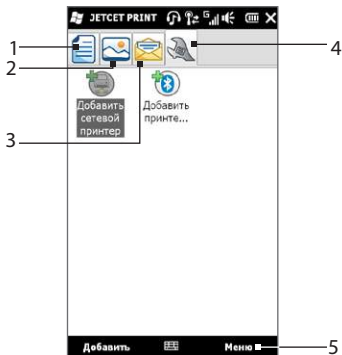 JETCET PRINT G
1
2
3
4
Добавить
сетевой
принтер
Добавить
принте...
Добавить Меню
5